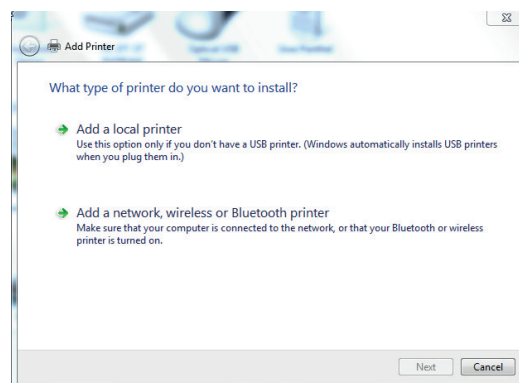 Add Printer
What type of printer do you want to install?
Add a local printer
Use this option only if you don't have a USB printer. (Windows automatically installs USB printers
when you plug them in.)
Add a network, wireless or Bluetooth printer
Make sure that your computer is connected to the network, or that your Bluetooth or wireless
printer is turned on.
Next
Cancel